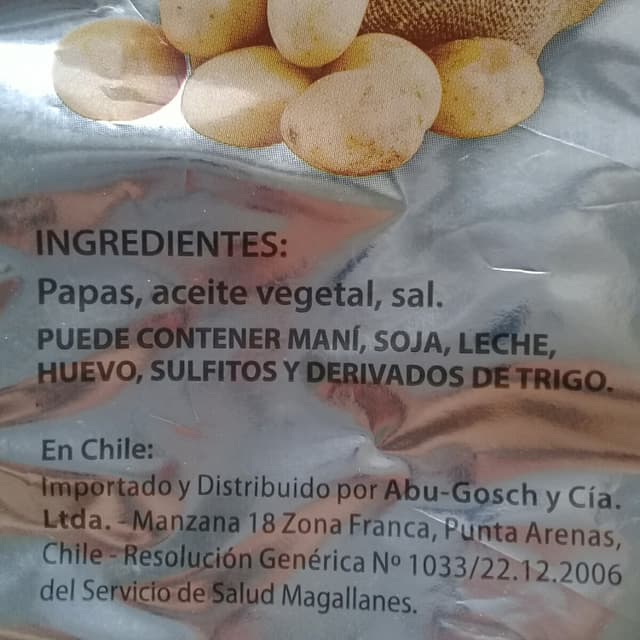 INGREDIENTES:
Papas, aceite vegetal, sal.
PUEDE CONTENER MANÍ, SOJA, LECHE,
HUEVO, SULFITOS Y DERIVADOS DE TRIGO.
En Chile:
Importado y Distribuido por Abu-Gosch y Cía.
Ltda. - Manzana 18 Zona Franca, Punta Arenas,
Chile - Resolución Genérica Nº 1033/22.12.2006
del Servicio de Salud Magallanes.